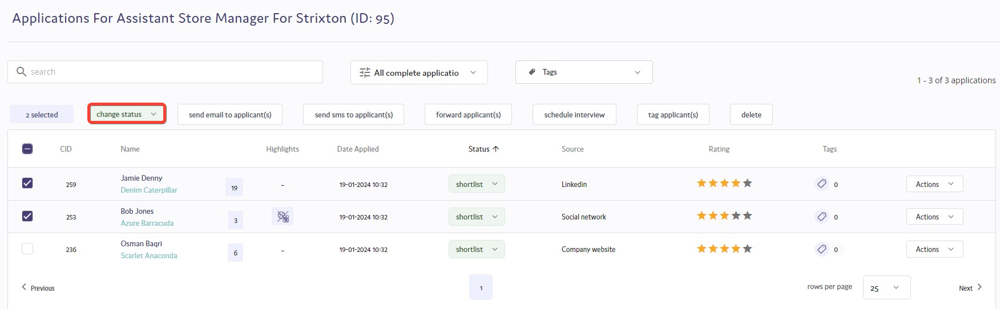 Applications For Assistant Store Manager For Strixton (ID: 95)
search
All complete applicatio
Tags
1 - 3 of 3 applications
2 selected
change status
send email to applicant(s)
send sms to applicant(s)
forward applicant(s)
schedule interview
tag applicant(s)
delete
CID Name Highlights Date Applied Status Source Rating Tags
259 Jamie Denny 19 - 19-01-2024 10:32 shortlist Linkedin 0 Actions
Denim Caterpillar
253 Bob Jones 3 19-01-2024 10:32 shortlist Social network 0 Actions
Azure Barracuda
236 Osman Baqri 6 - 19-01-2024 10:32 shortlist Company website 0 Actions
Scarlet Anaconda
Previous 1 rows per page 25 Next